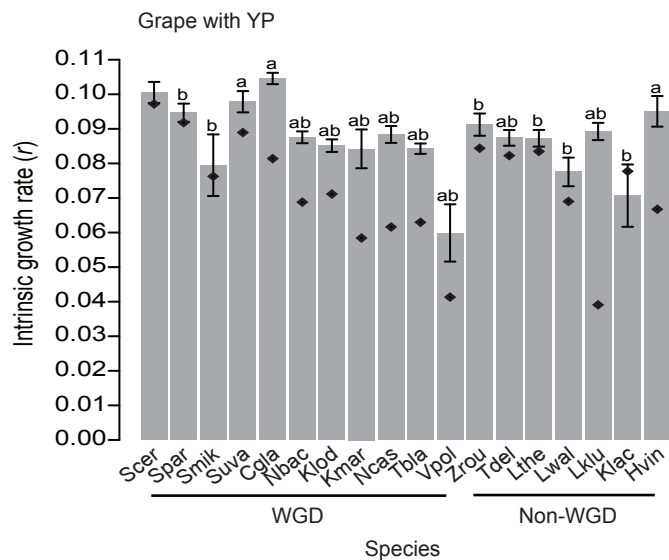 Grape with YP
Intrinsic growth rate (r)
0.11
0.10
0.09
0.08
0.07
0.06
0.05
0.04
0.03
0.02
0.01
0.00
b b a a ab ab ab ab ab ab b ab b b ab b a
Scer Spar Smik Suva Cgla Nbac Klod Kmar Ncas Tbla Vpol Zrou Tdel Lthe Lwal Lklu Klac Hvin
WGD Non-WGD
Species